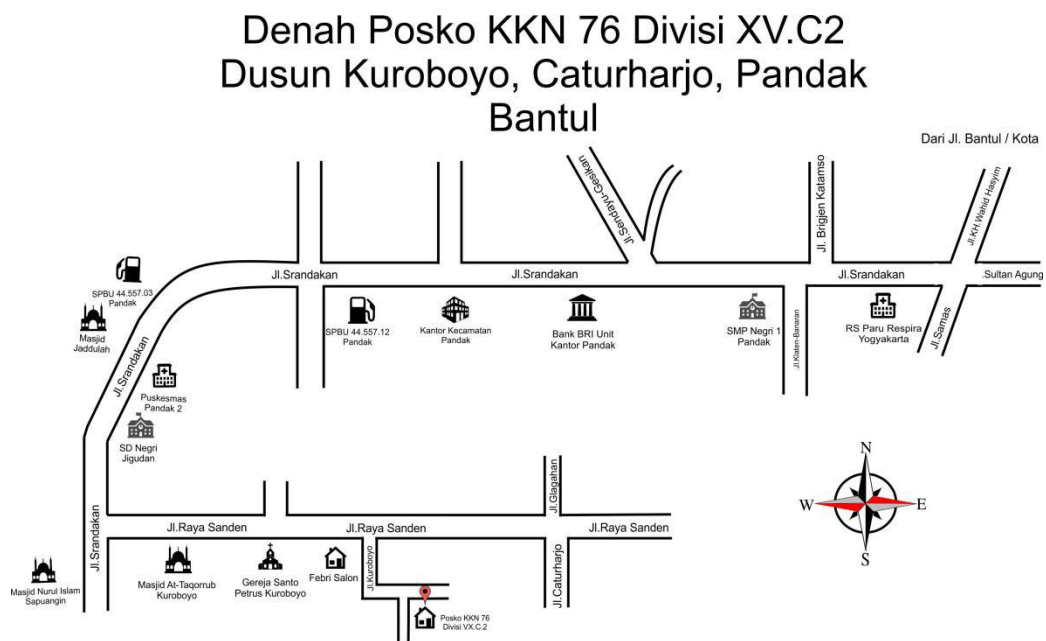 Denah Posko KKN 76 Divisi XV.C2
Dusun Kuroboyo, Caturharjo, Pandak
Bantul
Dari Jl. Bantul / Kota
Jl.Sendayu-Gesikan
Jl. Brigjen Katamso
Jl.KH.Wahid Hasyim
Jl.Srandakan
Jl.Srandakan
Jl.Srandakan
.Sultan Agung
SPBU 44.557.03
Pandak
Masjid
Jaddulah
SPBU 44.557.12
Pandak
Kantor Kecamatan
Pandak
Bank BRI Unit
Kantor Pandak
SMP Negri 1
Pandak
Jl.Klaten-Banaran
RS Paru Respira
Yogyakarta
Jl.Samas
Jl.Srandakan
Puskesmas
Pandak 2
SD Negri
Jigudan
N
W
E
S
Jl.Glagahan
Jl.Srandakan
Jl.Raya Sanden
Jl.Raya Sanden
Jl.Raya Sanden
Masjid Nurul Islam
Sapuangin
Masjid At-Taqorrub
Kuroboyo
Gereja Santo
Petrus Kuroboyo
Febri Salon
Jl.Kuroboyo
Jl.Caturharjo
Posko KKN 76
Divisi VX.C.2